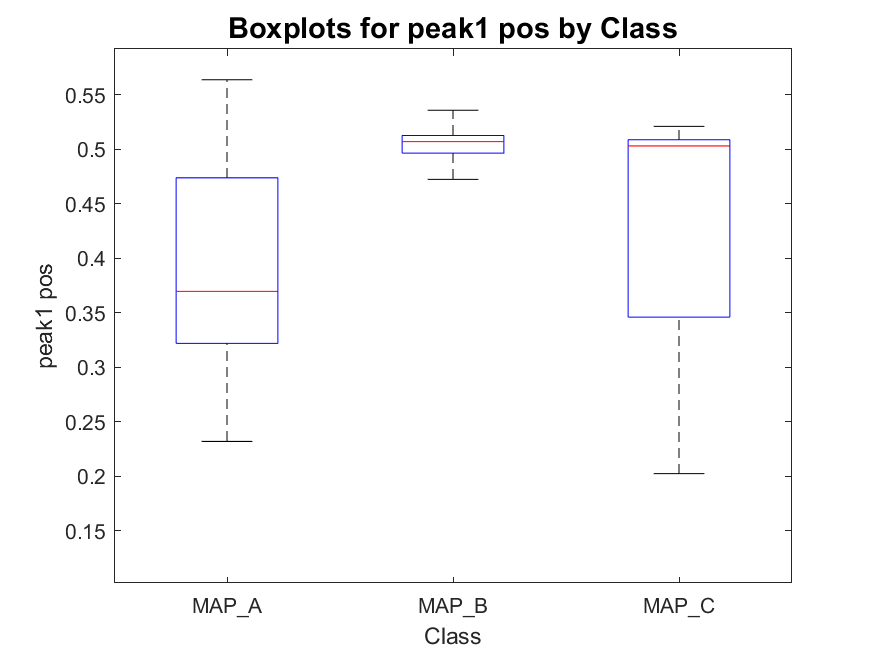 Boxplots for peak1 pos by Class
peak1 pos
0.55
0.5
0.45
0.4
0.35
0.3
0.25
0.2
0.15
MAP_A MAP_B MAP_C
Class